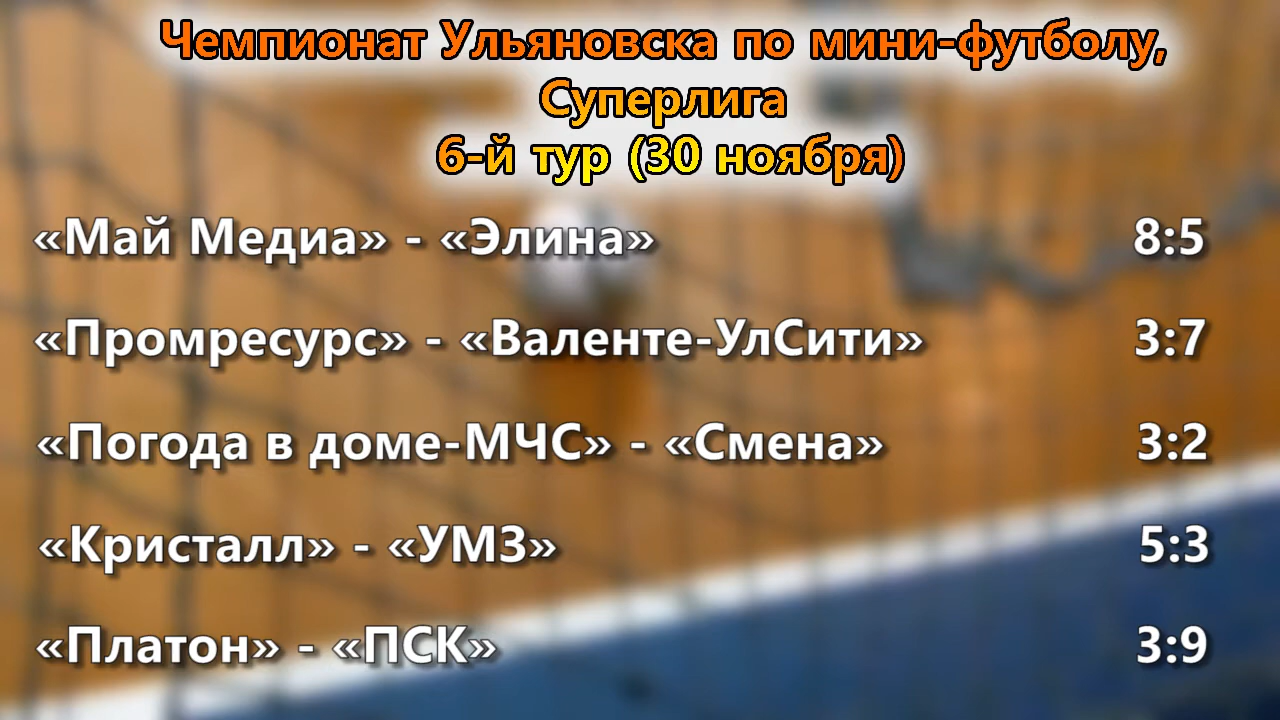 Чемпионат Ульяновска по мини-футболу,
Суперлига
6-й тур (30 ноября)
«Май Медиа» - «Элина» 8:5
«Промресурс» - «Валенте-УлСити» 3:7
«Погода в доме-МЧС» - «Смена» 3:2
«Кристалл» - «УМЗ» 5:3
«Платон» - «ПСК» 3:9